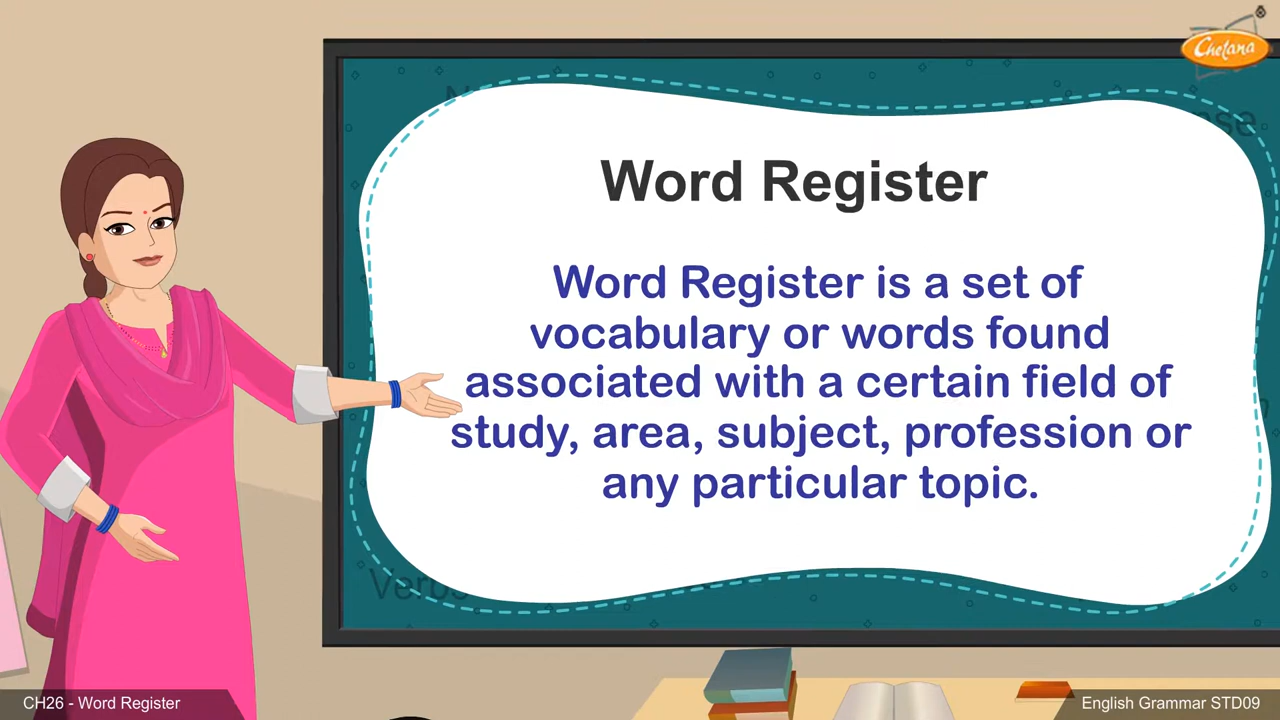 Chetana
Word Register
Word Register is a set of
vocabulary or words found
associated with a certain field of
study, area, subject, profession or
any particular topic.
CH26 - Word Register
English Grammar STD09